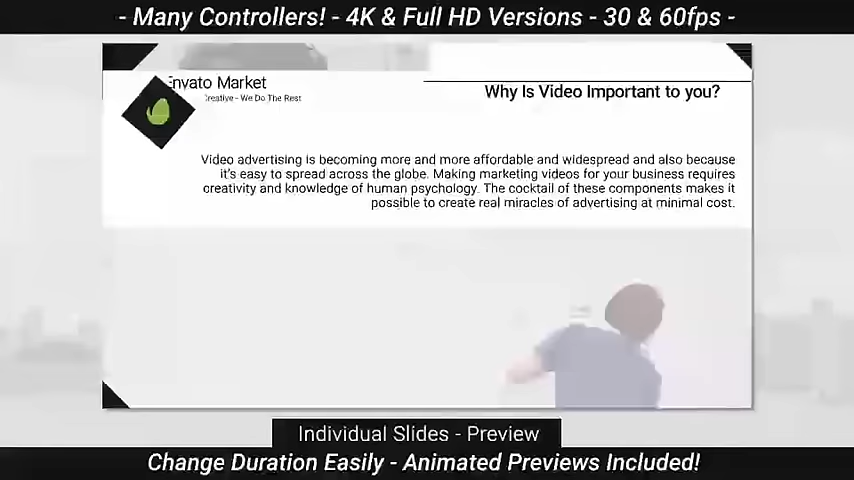 - Many Controllers! - 4K & Full HD Versions - 30 & 60fps -
Envato Market
Creative - We Do The Rest
Why Is Video Important to you?
Video advertising is becoming more and more affordable and widespread and also because
it's easy to spread across the globe. Making marketing videos for your business requires
creativity and knowledge of human psychology. The cocktail of these components makes it
possible to create real miracles of advertising at minimal cost.
Individual Slides - Preview
Change Duration Easily - Animated Previews Included!